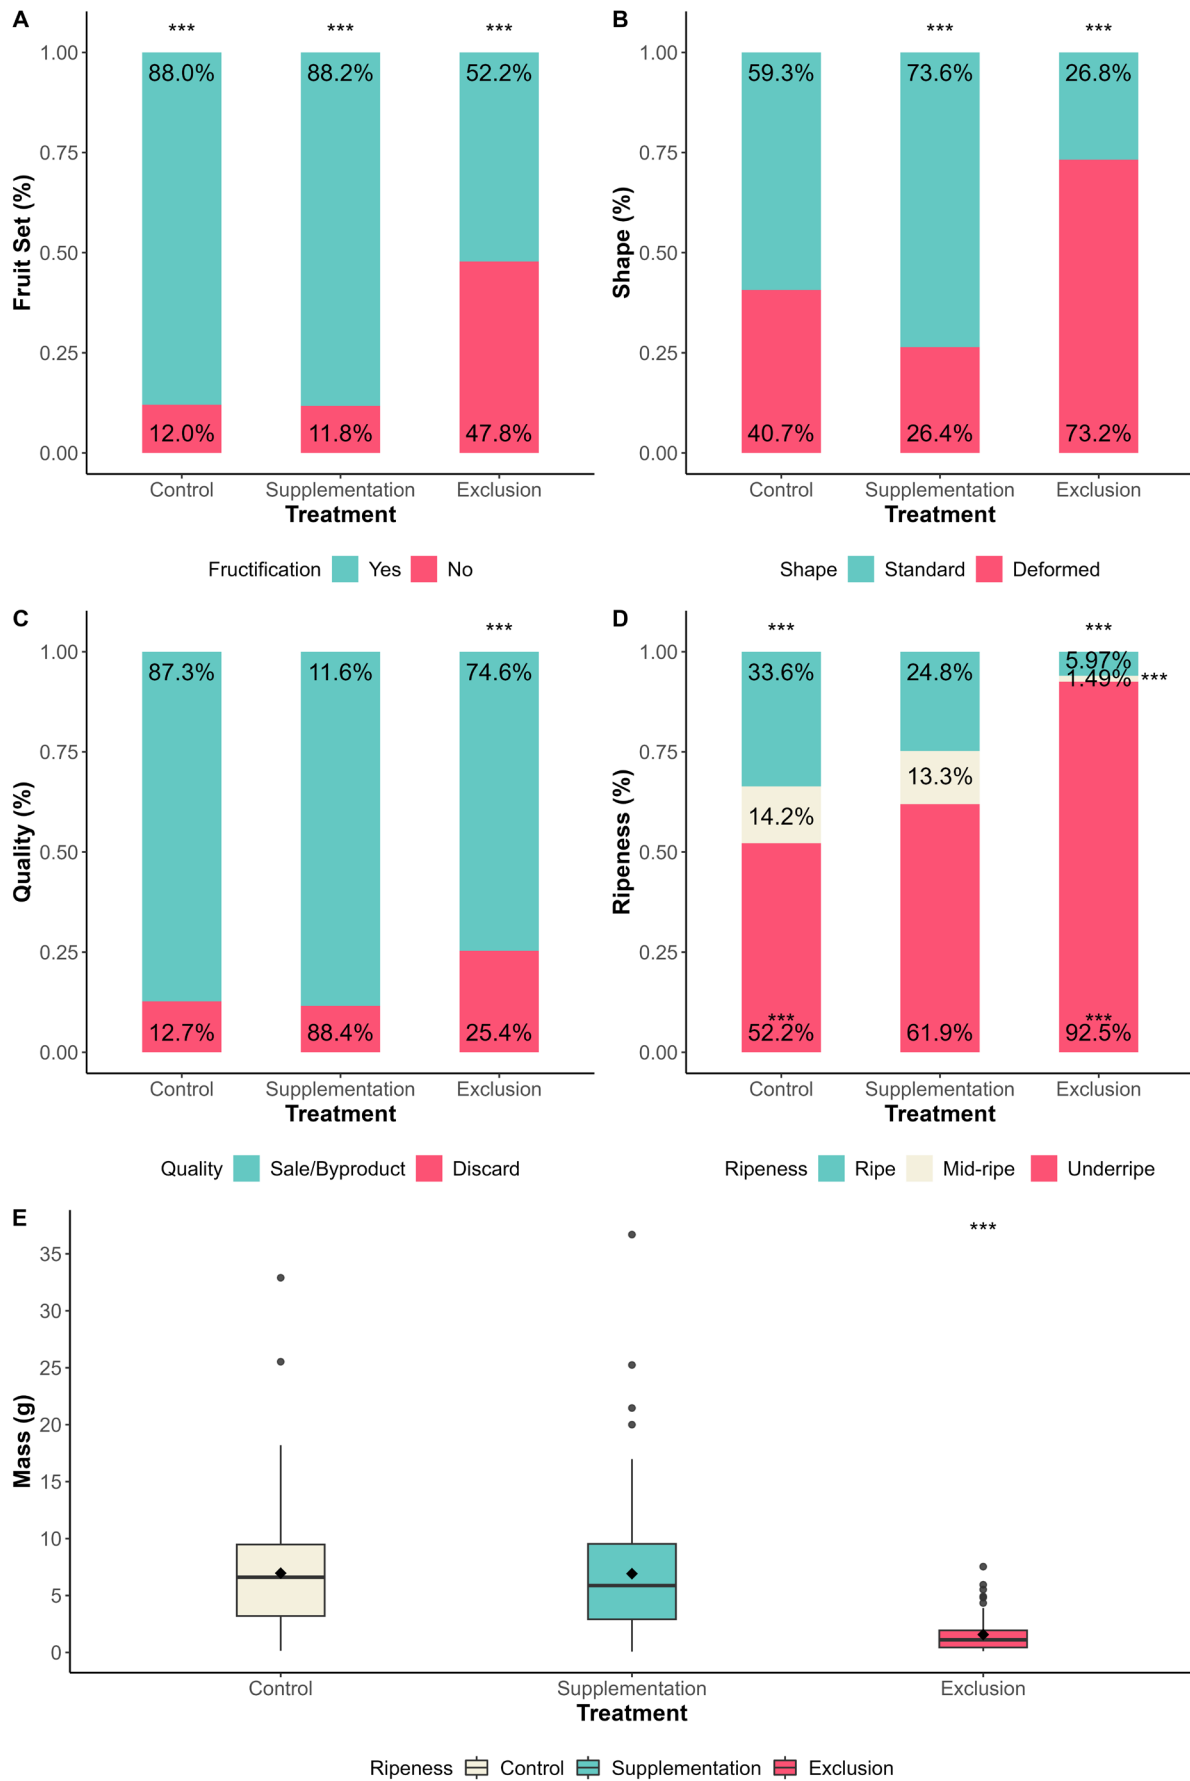 A
*** *** ***
1.00
88.0% 88.2% 52.2%
0.75
Fruit Set (%)
0.50
0.25
12.0% 11.8% 47.8%
0.00
Control Supplementation Exclusion
Treatment
Fructification Yes No
B
*** ***
1.00
59.3% 73.6% 26.8%
0.75
Shape (%)
0.50
0.25
40.7% 26.4% 73.2%
0.00
Control Supplementation Exclusion
Treatment
Shape Standard Deformed
C
***
1.00
87.3% 11.6% 74.6%
0.75
Quality (%)
0.50
0.25
12.7% 88.4% 25.4%
0.00
Control Supplementation Exclusion
Treatment
Quality Sale/Byproduct Discard
D
*** ***
1.00
5.97%
33.6% 24.8% 1.49% ***
0.75
13.3%
14.2%
Ripeness (%)
0.50
0.25
*** ***
52.2% 61.9% 92.5%
0.00
Control Supplementation Exclusion
Treatment
Ripeness Ripe Mid-ripe Underripe
E
***
35
30
25
20
Mass (g)
15
10
5
0
Control Supplementation Exclusion
Treatment
Ripeness Control Supplementation Exclusion